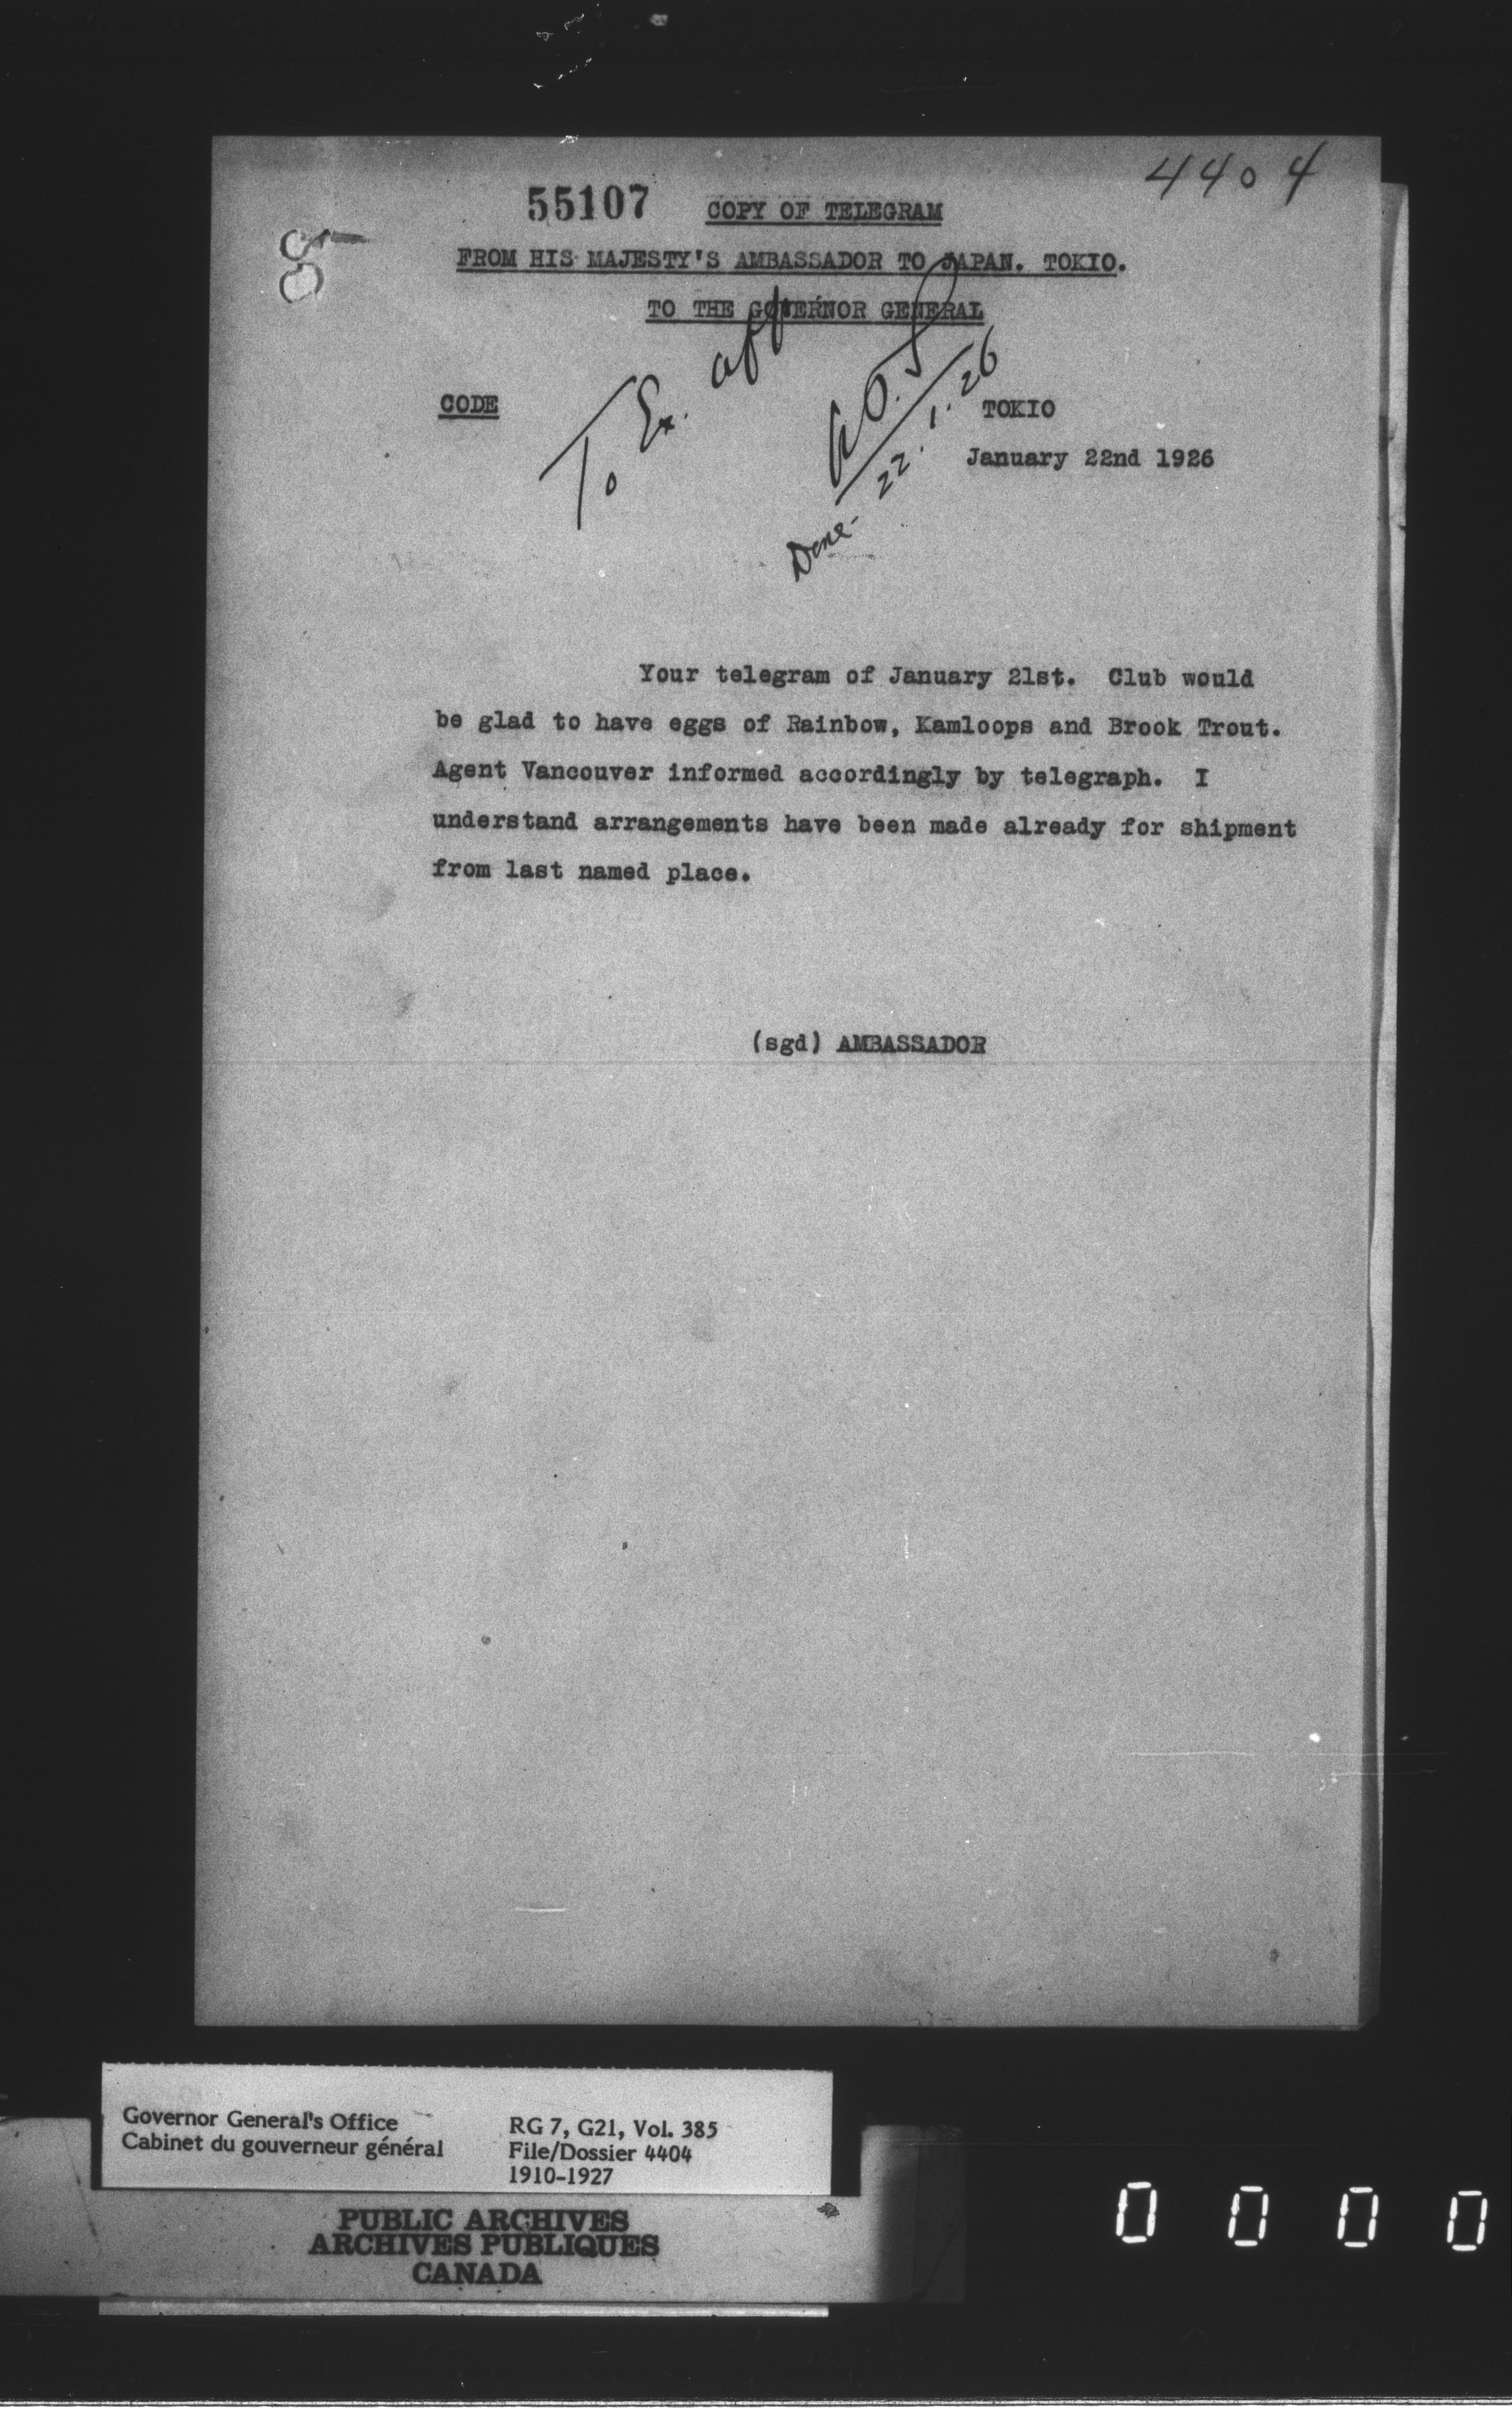 4404
55107 COPY OF TELEGRAM
8
FROM HIS MAJESTY'S AMBASSADOR TO JAPAN. TOKIO.
TO THE GOVERNOR GENERAL
To Ex. aff
22.1.26
Done-
CODE
TOKIO
January 22nd 1926
Your telegram of January 21st. Club would
be glad to have eggs of Rainbow, Kamloops and Brook Trout.
Agent Vancouver informed accordingly by telegraph. I
understand arrangements have been made already for shipment
from last named place.
(sgd) AMBASSADOR
Governor General's Office
Cabinet du gouverneur général
RG 7, G21, Vol. 385
File/Dossier 4404
1910-1927
PUBLIC ARCHIVES
ARCHIVES PUBLIQUES
CANADA
0 0 0 0